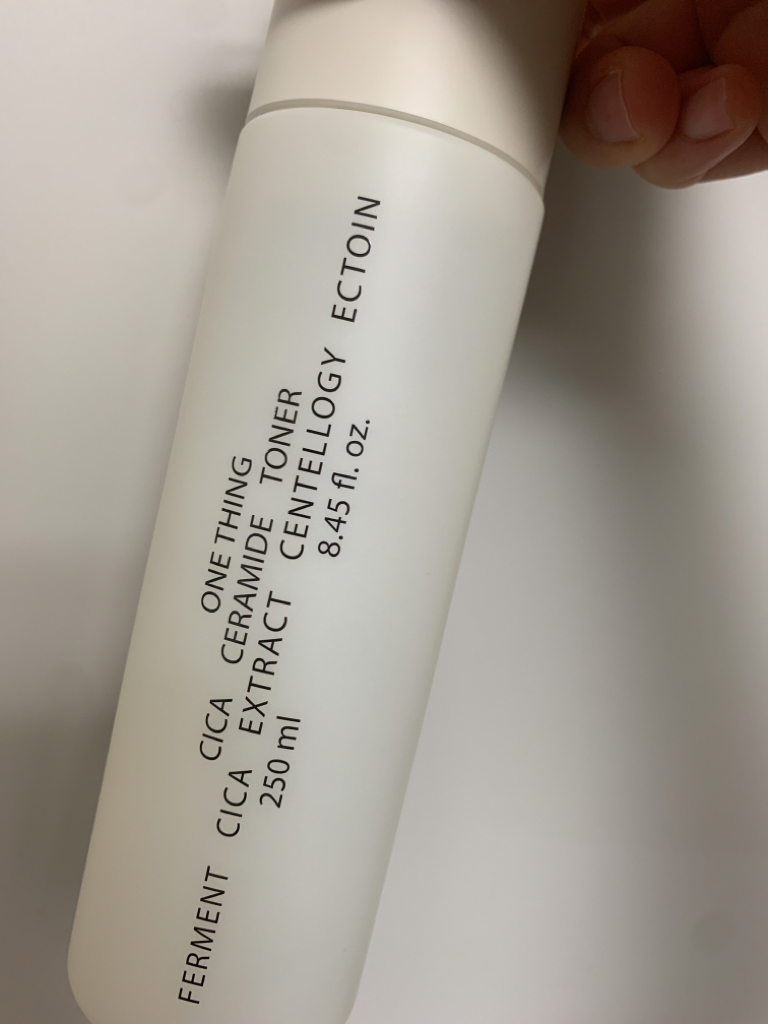 ONE THING
CICA CERAMIDE TONER
FERMENT CICA EXTRACT CENTELLOGY ECTOIN
250 ml 8.45 fl. oz.